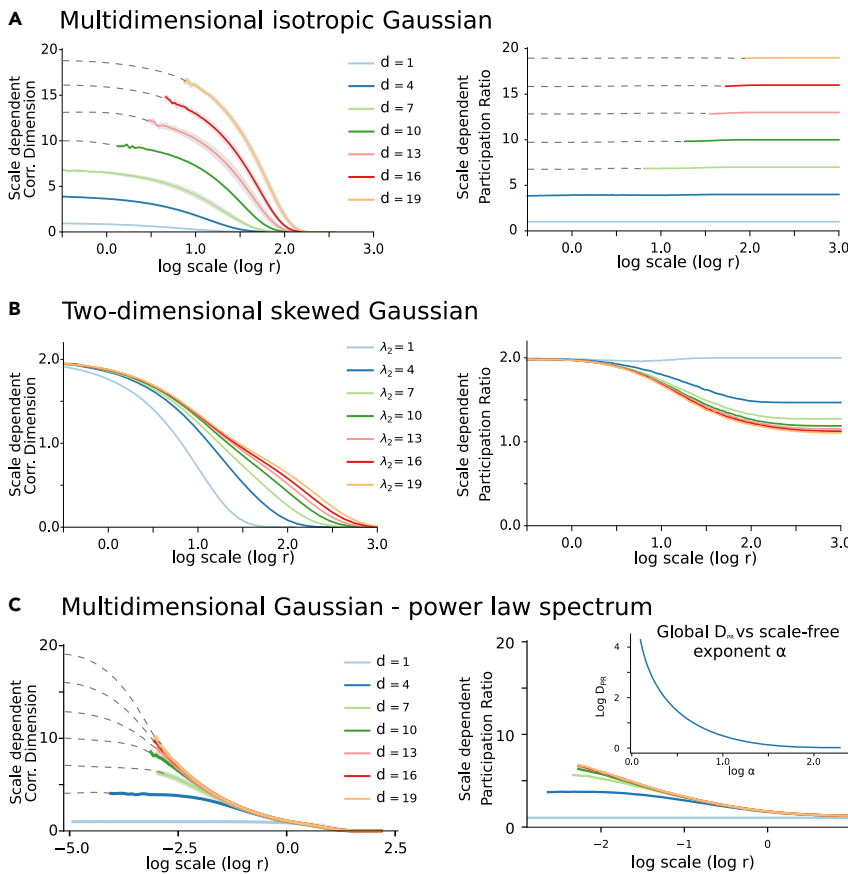 A Multidimensional isotropic Gaussian
Scale dependent
Corr. Dimension
20
15
10
5
0
0.0 1.0 2.0 3.0
log scale (log r)
d = 1
d = 4
d = 7
d = 10
d = 13
d = 16
d = 19
Scale dependent
Participation Ratio
20
15
10
5
0
0.0 1.0 2.0 3.0
log scale (log r)
B Two-dimensional skewed Gaussian
Scale dependent
Corr. Dimension
2.0
1.0
0.0
0.0 1.0 2.0 3.0
log scale (log r)
λ₂ = 1
λ₂ = 4
λ₂ = 7
λ₂ = 10
λ₂ = 13
λ₂ = 16
λ₂ = 19
Scale dependent
Participation Ratio
2.0
1.0
0.0
0.0 1.0 2.0 3.0
log scale (log r)
C Multidimensional Gaussian - power law spectrum
Scale dependent
Corr. Dimension
20
10
0
−5.0 −2.5 0.0 2.5
log scale (log r)
d = 1
d = 4
d = 7
d = 10
d = 13
d = 16
d = 19
Scale dependent
Participation Ratio
20
10
0
−2 −1 0
log scale (log r)
Global D_PR vs scale-free
exponent α
Log D_PR
4
2
0
0.0 1.0 2.0
log α